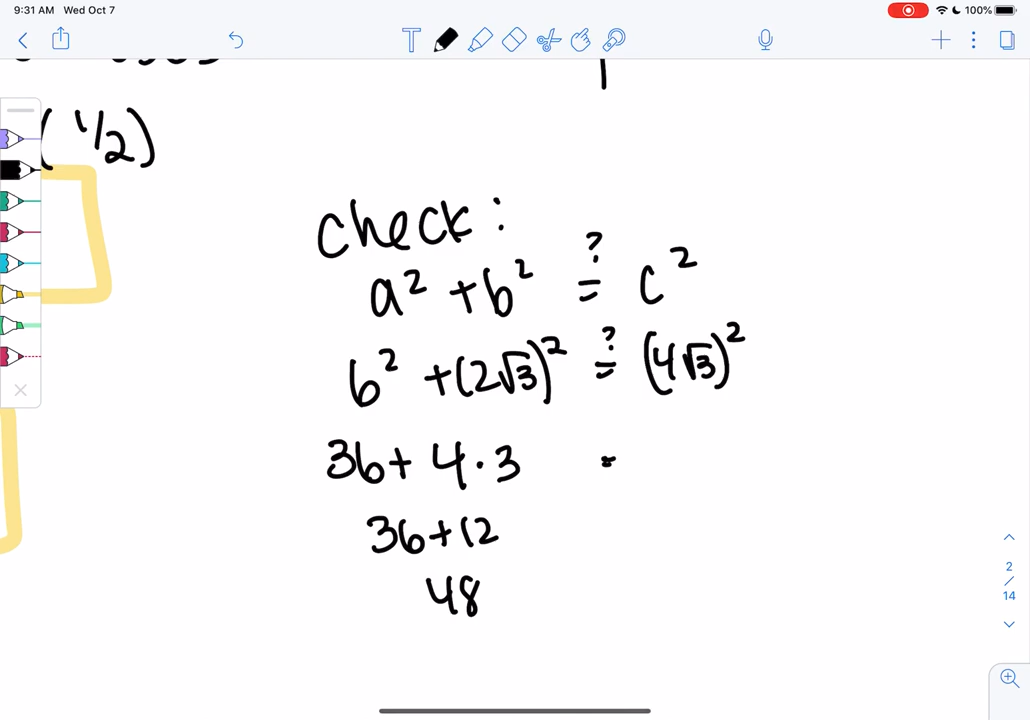 9:31 AM Wed Oct 7
100%
T
(1/2)
check:
a² + b² ≟ c²
6² + (2√3)² ≟ (4√3)²
36 + 4 · 3 =
36 + 12
48
2
/
14